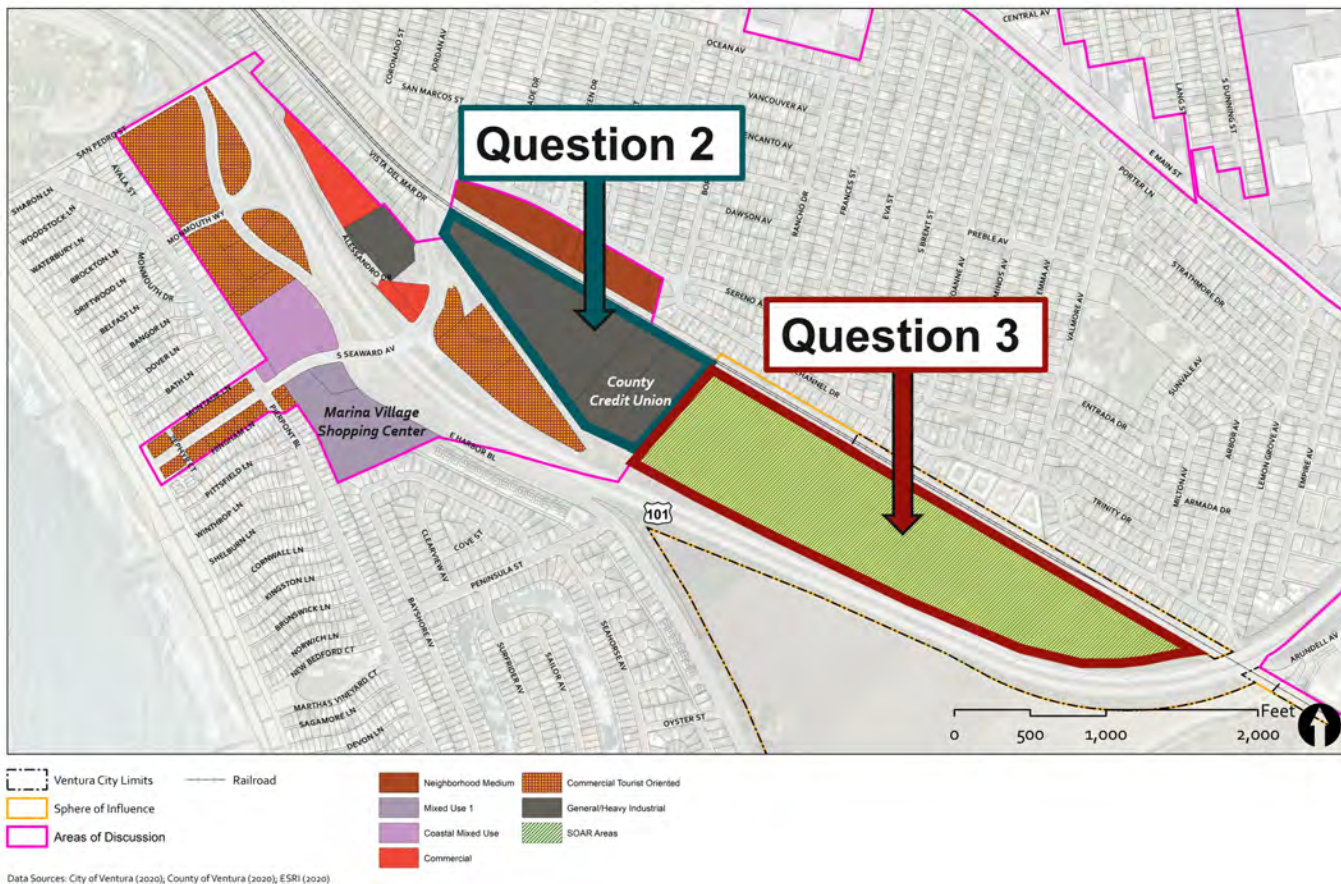 CENTRAL AV
OCEAN AV
CORONADO ST
JORDAN AV
SAN MARCOS ST
VANCOUVER AV
LANG ST
S DUNNING ST
Question 2
ENCANTO AV
SAN PEDRO ST
VISTA DEL MAR DR
E MAIN ST
PORTER LN
AYALA ST
SHARON LN
WOODSTOCK LN
WATERBURY LN
MONMOUTH WY
DAWSON AV
RANCHO DR
FRANCES ST
EVA ST
S BRENT ST
PREBLE AV
BROCKTON LN
MONMOUTH DR
ALESSANDRO DR
STRATHMORE DR
DRIFTWOOD LN
BELFAST LN
BANGOR LN
DOVER LN
BATH LN
SERENO AV
JOANNE AV
EMMA AV
VALMORE AV
Question 3
S SEAWARD AV
SUNVALE AV
County
Credit Union
CHANNEL DR
Marina Village
Shopping Center
PIERPONT BL
E HARBOR BL
ENTRADA DR
ARBOR AV
LEMON GROVE AV
EMPIRE AV
PITTSFIELD LN
WINTHROP LN
SHELBURN LN
MILTON AV
ARMADA DR
TRINITY DR
101
CORNWALL LN
KINGSTON LN
CLEARVIEW AV
COVE ST
PENINSULA ST
BRUNSWICK LN
NORWICH LN
NEW BEDFORD CT
BAYSHORE AV
SURFRIDER AV
SAILOR AV
SEAHORSE AV
ARUNDELL AV
MARTHAS VINEYARD CT
SAGAMORE LN
DEVON LN
OYSTER ST
Feet
0 500 1,000 2,000
Ventura City Limits
Railroad
Sphere of Influence
Areas of Discussion
Neighborhood Medium
Mixed Use 1
Coastal Mixed Use
Commercial
Commercial Tourist Oriented
General/Heavy Industrial
SOAR Areas
Data Sources: City of Ventura (2020); County of Ventura (2020); ESRI (2020)